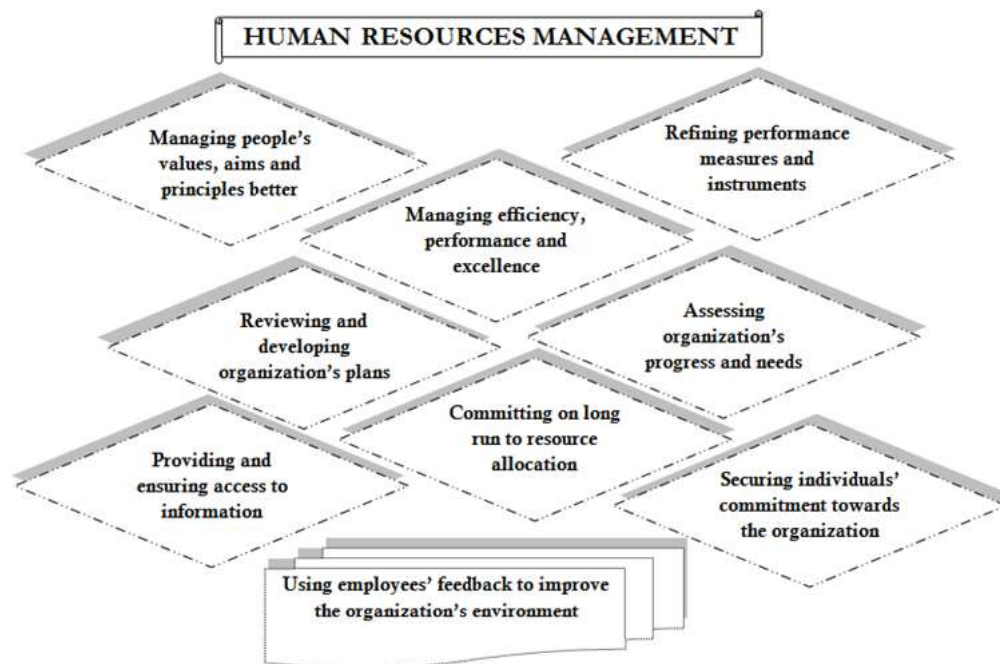 HUMAN RESOURCES MANAGEMENT
Managing people's
values, aims and
principles better
Refining performance
measures and
instruments
Managing efficiency,
performance and
excellence
Reviewing and
developing
organization's plans
Assessing
organization's
progress and needs
Committing on long
run to resource
allocation
Providing and
ensuring access to
information
Securing individuals'
commitment towards
the organization
Using employees' feedback to improve
the organization's environment